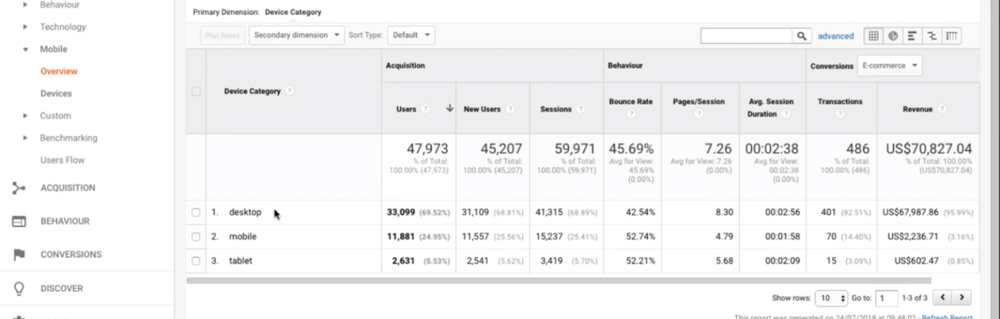 Behaviour
Technology
Mobile
Overview
Devices
Custom
Benchmarking
Users Flow
ACQUISITION
BEHAVIOUR
CONVERSIONS
DISCOVER
Primary Dimension: Device Category
Plot Rows Secondary dimension Sort Type: Default advanced
Device Category ? Acquisition Behaviour Conversions E-commerce
Users ? New Users ? Sessions ? Bounce Rate ? Pages/Session ? Avg. Session Duration ? Transactions ? Revenue ?
47,973 45,207 59,971 45.69% 7.26 00:02:38 486 US$70,827.04
% of Total: 100.00% (47,973) % of Total: 100.00% (45,207) % of Total: 100.00% (59,971) Avg for View: 45.69% (0.00%) Avg for View: 7.26 (0.00%) Avg for View: 00:02:38 (0.00%) % of Total: 100.00% (486) % of Total: 100.00% (US$70,827.04)
1. desktop 33,099 (69.52%) 31,109 (68.81%) 41,315 (68.89%) 42.54% 8.30 00:02:56 401 (82.51%) US$67,987.86 (95.99%)
2. mobile 11,881 (24.95%) 11,557 (25.56%) 15,237 (25.41%) 52.74% 4.79 00:01:58 70 (14.40%) US$2,236.71 (3.16%)
3. tablet 2,631 (5.53%) 2,541 (5.62%) 3,419 (5.70%) 52.21% 5.68 00:02:09 15 (3.09%) US$602.47 (0.85%)
Show rows: 10 Go to: 1 1-3 of 3
This report was generated on 24/07/2018 at 09:48:02 - Refresh Report